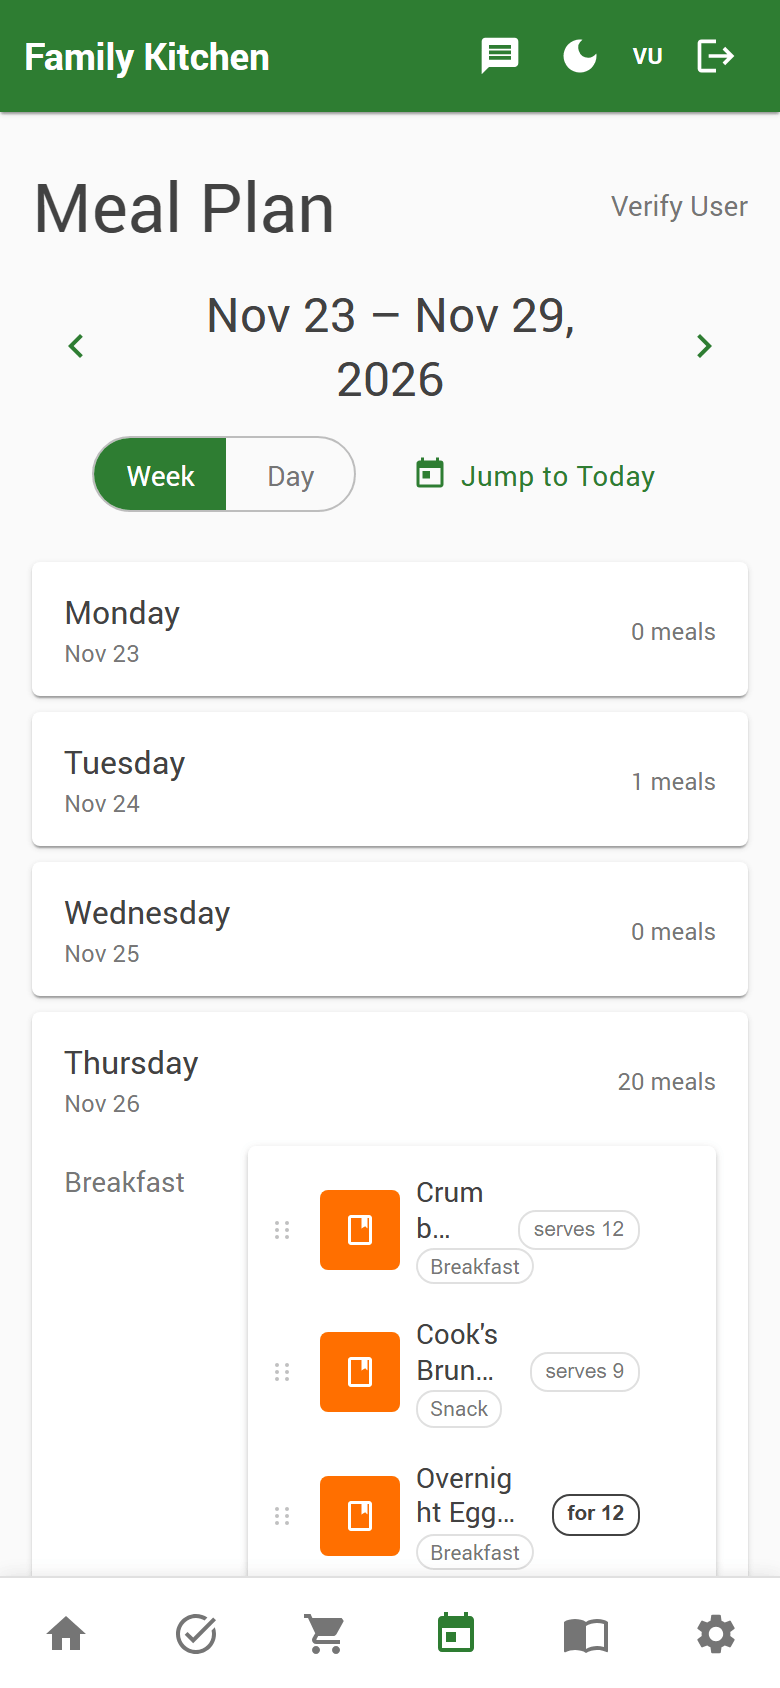 Family Kitchen
VU
Meal Plan
Verify User
Nov 23 – Nov 29,
2026
Week
Day
Jump to Today
Monday
Nov 23
0 meals
Tuesday
Nov 24
1 meals
Wednesday
Nov 25
0 meals
Thursday
Nov 26
20 meals
Breakfast
Crum
b...
serves 12
Breakfast
Cook's
Brun...
serves 9
Snack
Overnig
ht Egg...
for 12
Breakfast